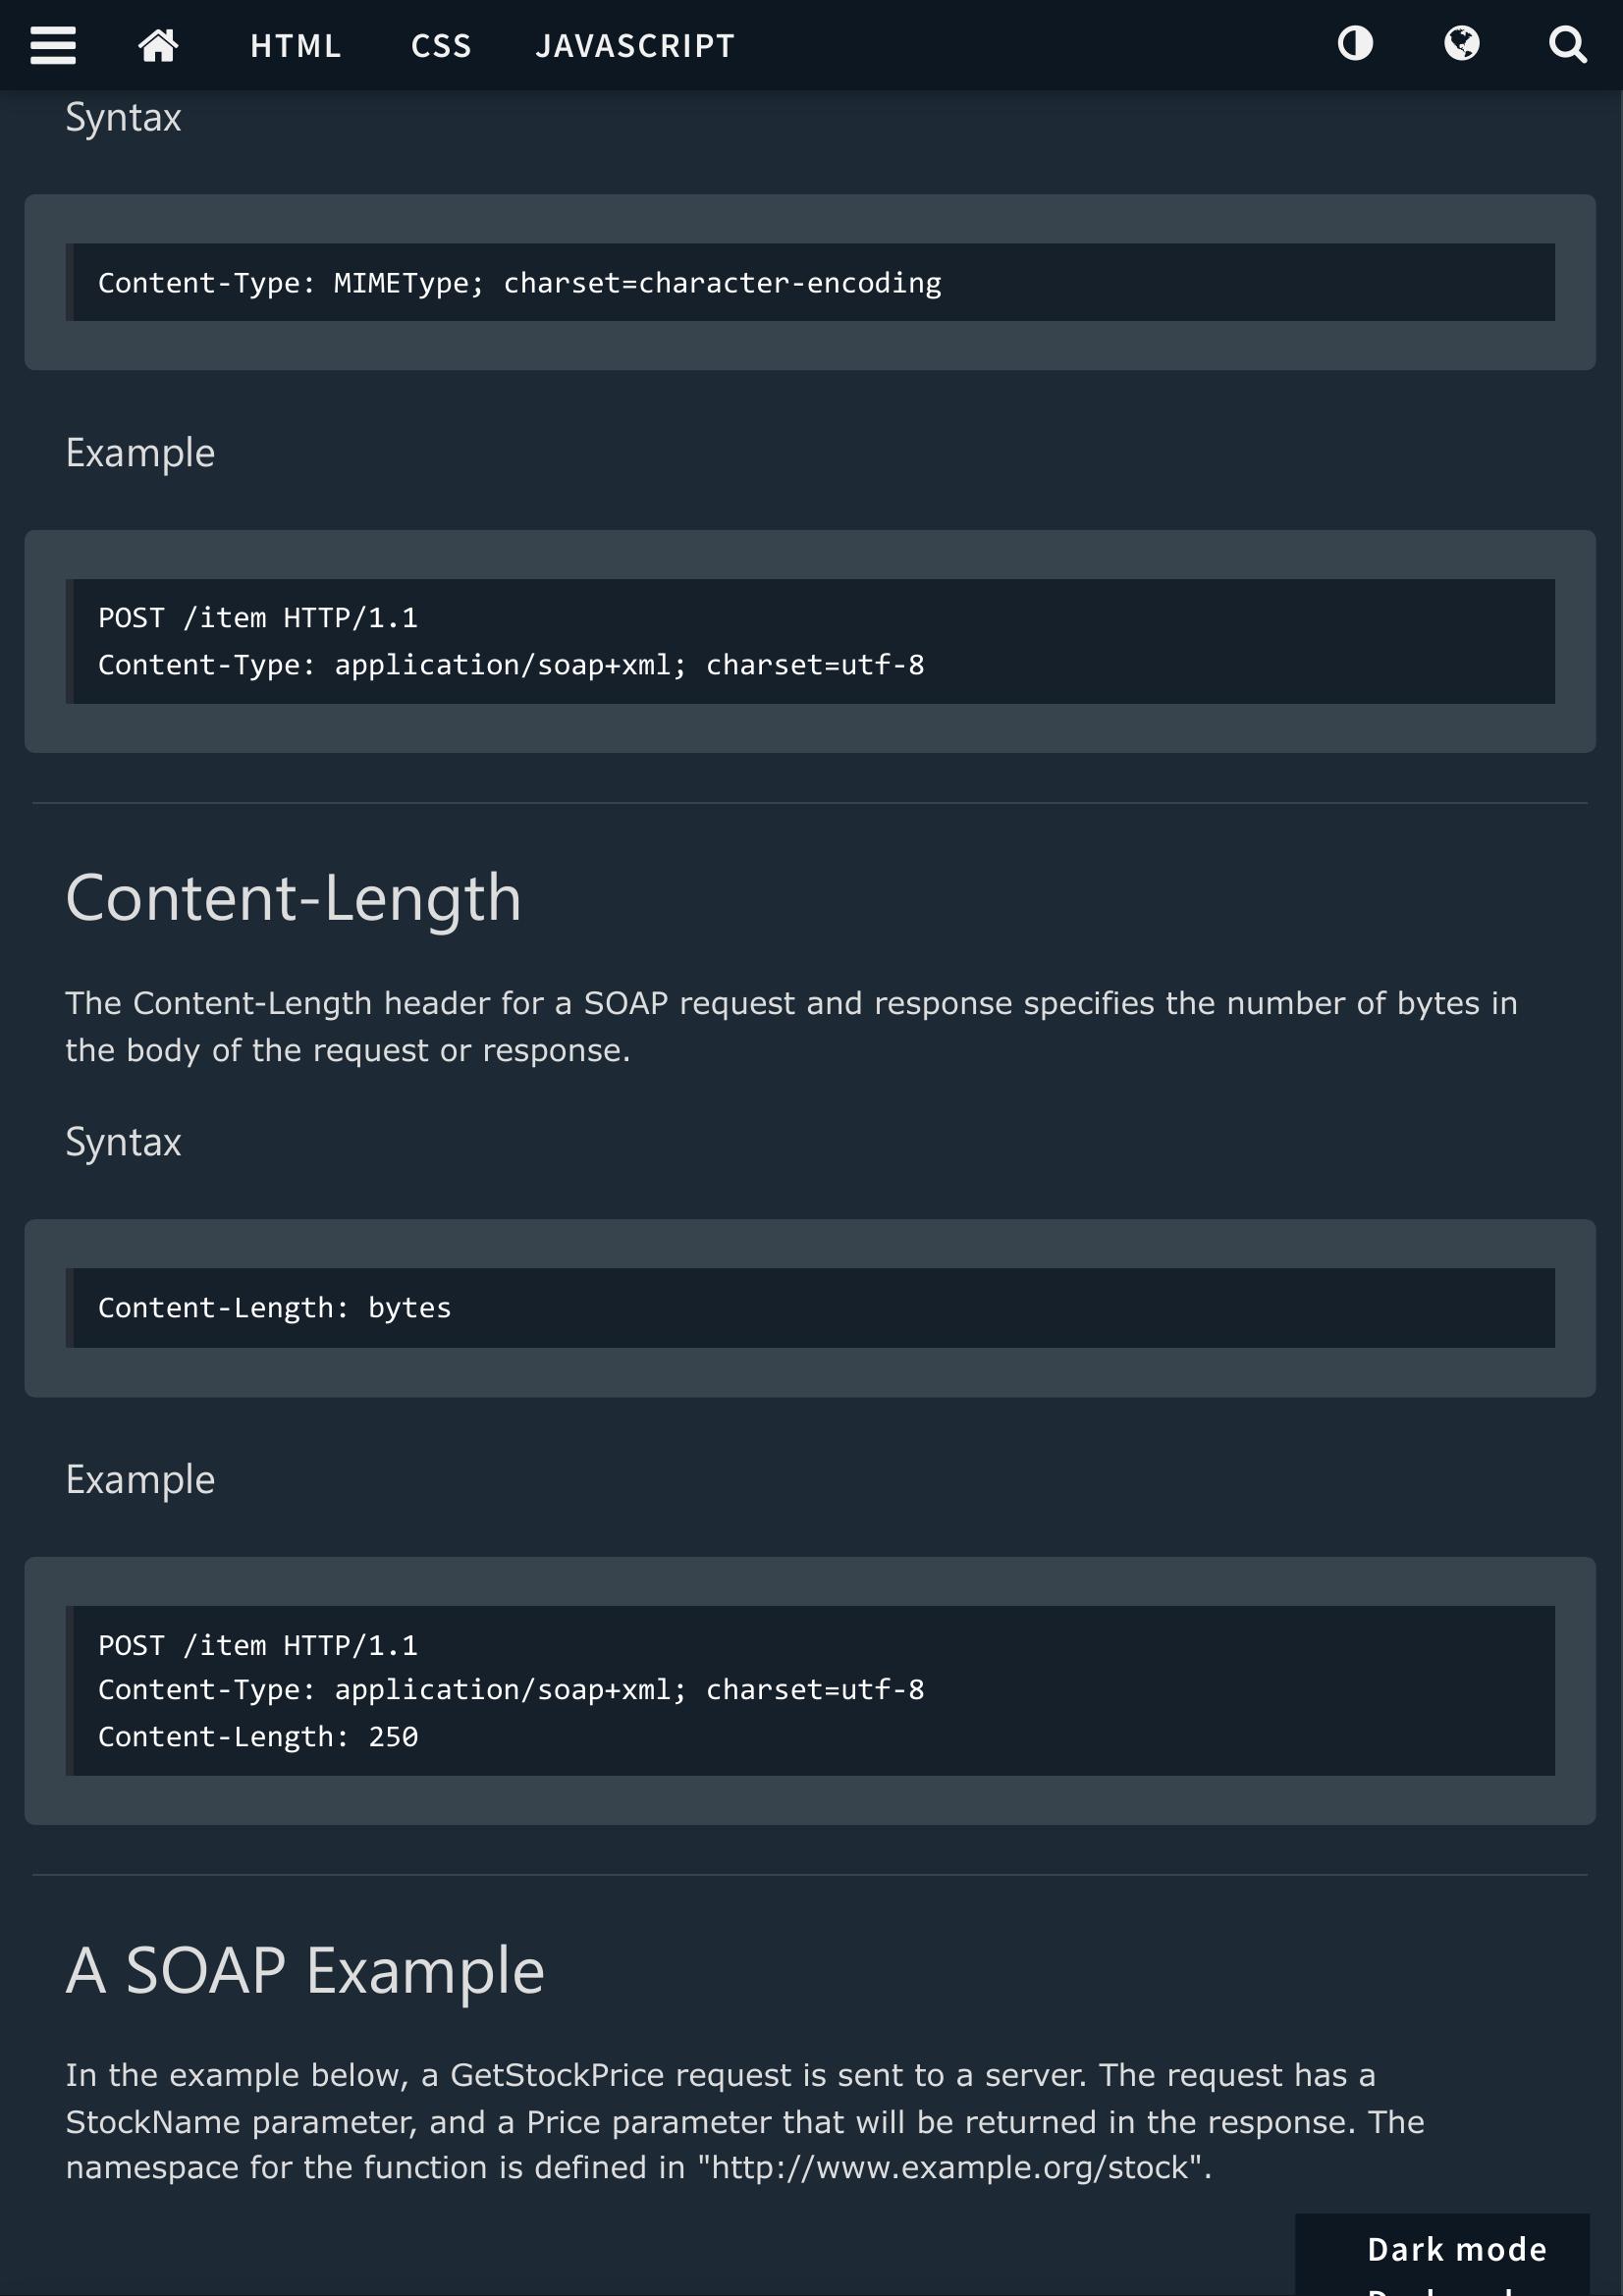 HTML CSS JAVASCRIPT
Syntax
Content-Type: MIMEType; charset=character-encoding
Example
POST /item HTTP/1.1
Content-Type: application/soap+xml; charset=utf-8
Content-Length
The Content-Length header for a SOAP request and response specifies the number of bytes in
the body of the request or response.
Syntax
Content-Length: bytes
Example
POST /item HTTP/1.1
Content-Type: application/soap+xml; charset=utf-8
Content-Length: 250
A SOAP Example
In the example below, a GetStockPrice request is sent to a server. The request has a
StockName parameter, and a Price parameter that will be returned in the response. The
namespace for the function is defined in "http://www.example.org/stock".
Dark mode